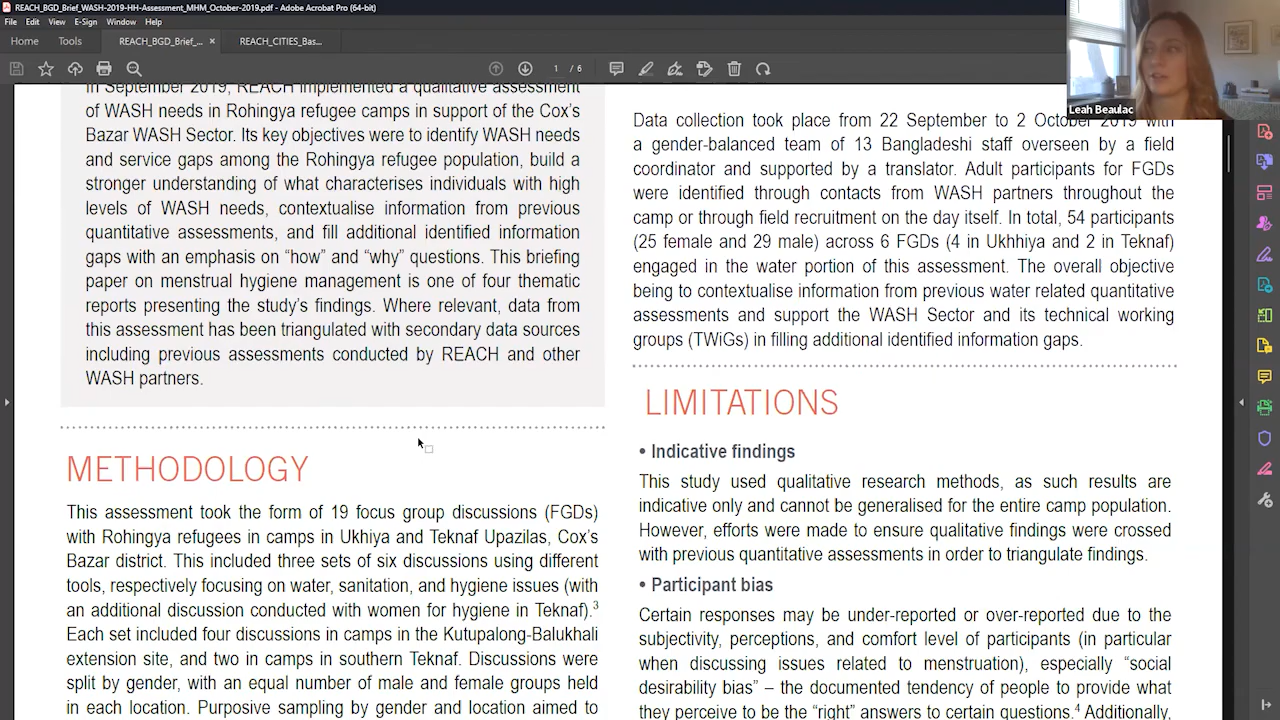 REACH_BGD_Brief_WASH-2019-HH-Assessment_MHM_October-2019.pdf - Adobe Acrobat Pro (64-bit)
File Edit View E-Sign Window Help
Home Tools REACH_BGD_Brief_... × REACH_CITIES_Bas...
1 / 6
In September 2019, REACH implemented a qualitative assessment
of WASH needs in Rohingya refugee camps in support of the Cox's
Bazar WASH Sector. Its key objectives were to identify WASH needs
and service gaps among the Rohingya refugee population, build a
stronger understanding of what characterises individuals with high
levels of WASH needs, contextualise information from previous
quantitative assessments, and fill additional identified information
gaps with an emphasis on “how” and “why” questions. This briefing
paper on menstrual hygiene management is one of four thematic
reports presenting the study's findings. Where relevant, data from
this assessment has been triangulated with secondary data sources
including previous assessments conducted by REACH and other
WASH partners.
METHODOLOGY
This assessment took the form of 19 focus group discussions (FGDs)
with Rohingya refugees in camps in Ukhiya and Teknaf Upazilas, Cox's
Bazar district. This included three sets of six discussions using different
tools, respectively focusing on water, sanitation, and hygiene issues (with
an additional discussion conducted with women for hygiene in Teknaf).3
Each set included four discussions in camps in the Kutupalong-Balukhali
extension site, and two in camps in southern Teknaf. Discussions were
split by gender, with an equal number of male and female groups held
in each location. Purposive sampling by gender and location aimed to
Data collection took place from 22 September to 2 October 2019 with
a gender-balanced team of 13 Bangladeshi staff overseen by a field
coordinator and supported by a translator. Adult participants for FGDs
were identified through contacts from WASH partners throughout the
camp or through field recruitment on the day itself. In total, 54 participants
(25 female and 29 male) across 6 FGDs (4 in Ukhhiya and 2 in Teknaf)
engaged in the water portion of this assessment. The overall objective
being to contextualise information from previous water related quantitative
assessments and support the WASH Sector and its technical working
groups (TWiGs) in filling additional identified information gaps.
LIMITATIONS
• Indicative findings
This study used qualitative research methods, as such results are
indicative only and cannot be generalised for the entire camp population.
However, efforts were made to ensure qualitative findings were crossed
with previous quantitative assessments in order to triangulate findings.
• Participant bias
Certain responses may be under-reported or over-reported due to the
subjectivity, perceptions, and comfort level of participants (in particular
when discussing issues related to menstruation), especially “social
desirability bias” – the documented tendency of people to provide what
they perceive to be the “right” answers to certain questions.4 Additionally,
Leah Beaulac